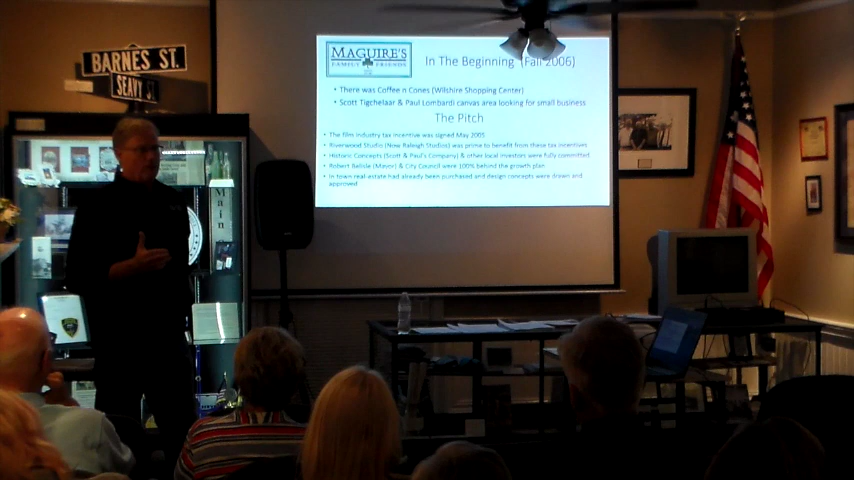 BARNES ST.
SEAVY ST
MAGUIRE'S
FAMILY & FRIENDS
In The Beginning (Fall 2006)
• There was Coffee n Cones (Wilshire Shopping Center)
• Scott Tigchelaar & Paul Lombardi canvas area looking for small business
The Pitch
• The film industry tax incentive was signed May 2005
• Riverwood Studio (Now Raleigh Studios) was prime to benefit from these tax incentives
• Historic Concepts (Scott & Paul's Company) & other local investors were fully committed
• Robert Belisle (Mayor) & City Council were 100% behind the growth plan
• In town real-estate had already been purchased and design concepts were drawn and
approved
Main